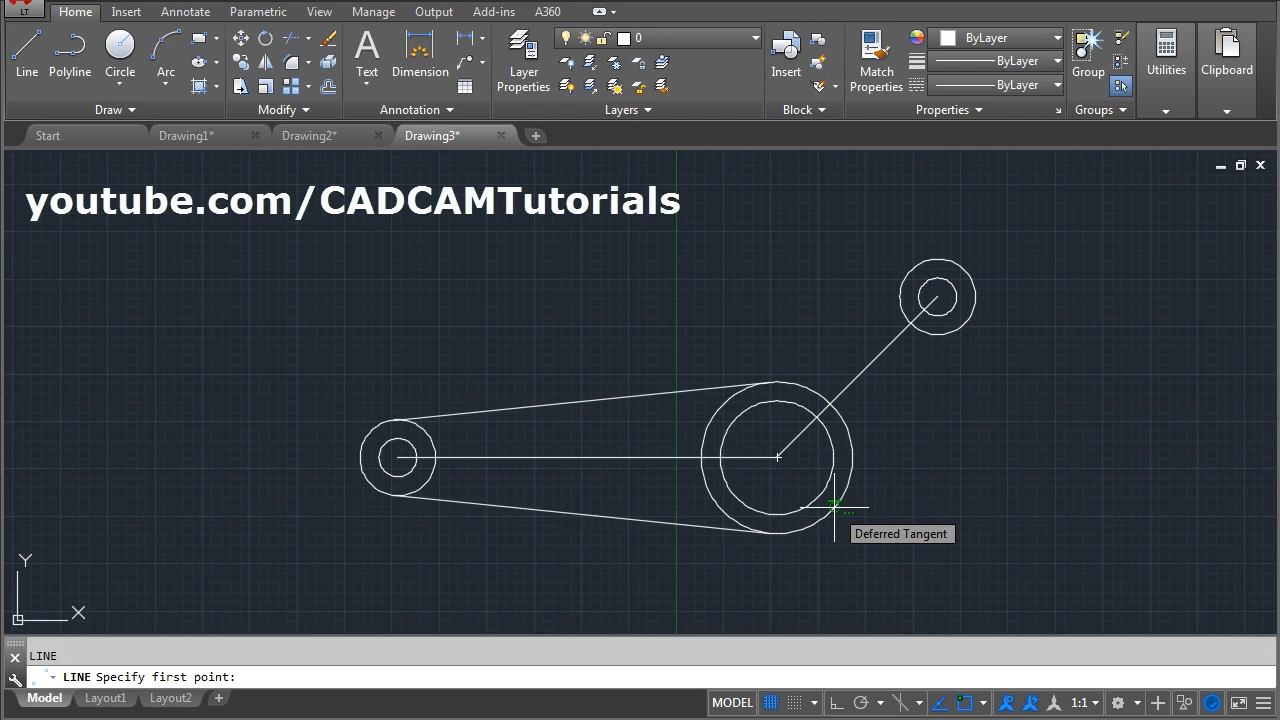 LT
Home Insert Annotate Parametric View Manage Output Add-ins A360
Line Polyline Circle Arc
Text Dimension
Layer Properties
0
Insert
Match Properties
ByLayer
ByLayer
ByLayer
Group
Utilities
Clipboard
Draw Modify Annotation Layers Block Properties Groups
Start Drawing1* Drawing2* Drawing3*
youtube.com/CADCAMTutorials
Deferred Tangent
Y
X
LINE
LINE Specify first point:
Model Layout1 Layout2
MODEL 1:1